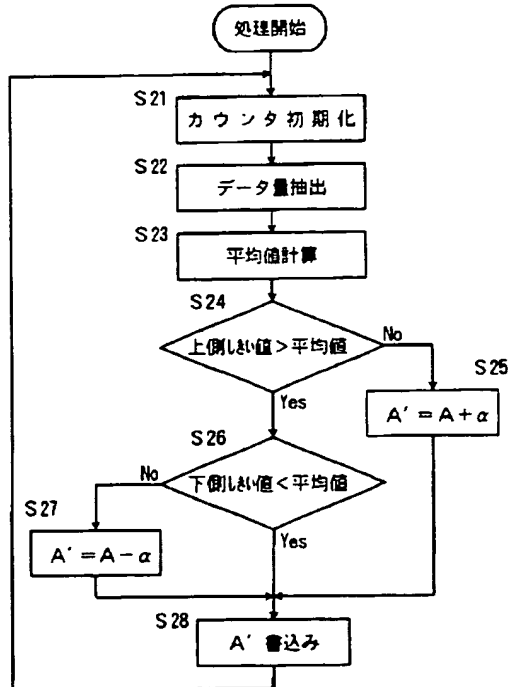 処理開始
S21
カウンタ初期化
S22
データ量抽出
S23
平均値計算
S24
上側しきい値>平均値
No
S25
A´=A+α
Yes
S26
下側しきい値<平均値
No
S27
A´=A-α
Yes
S28
A´ 書込み